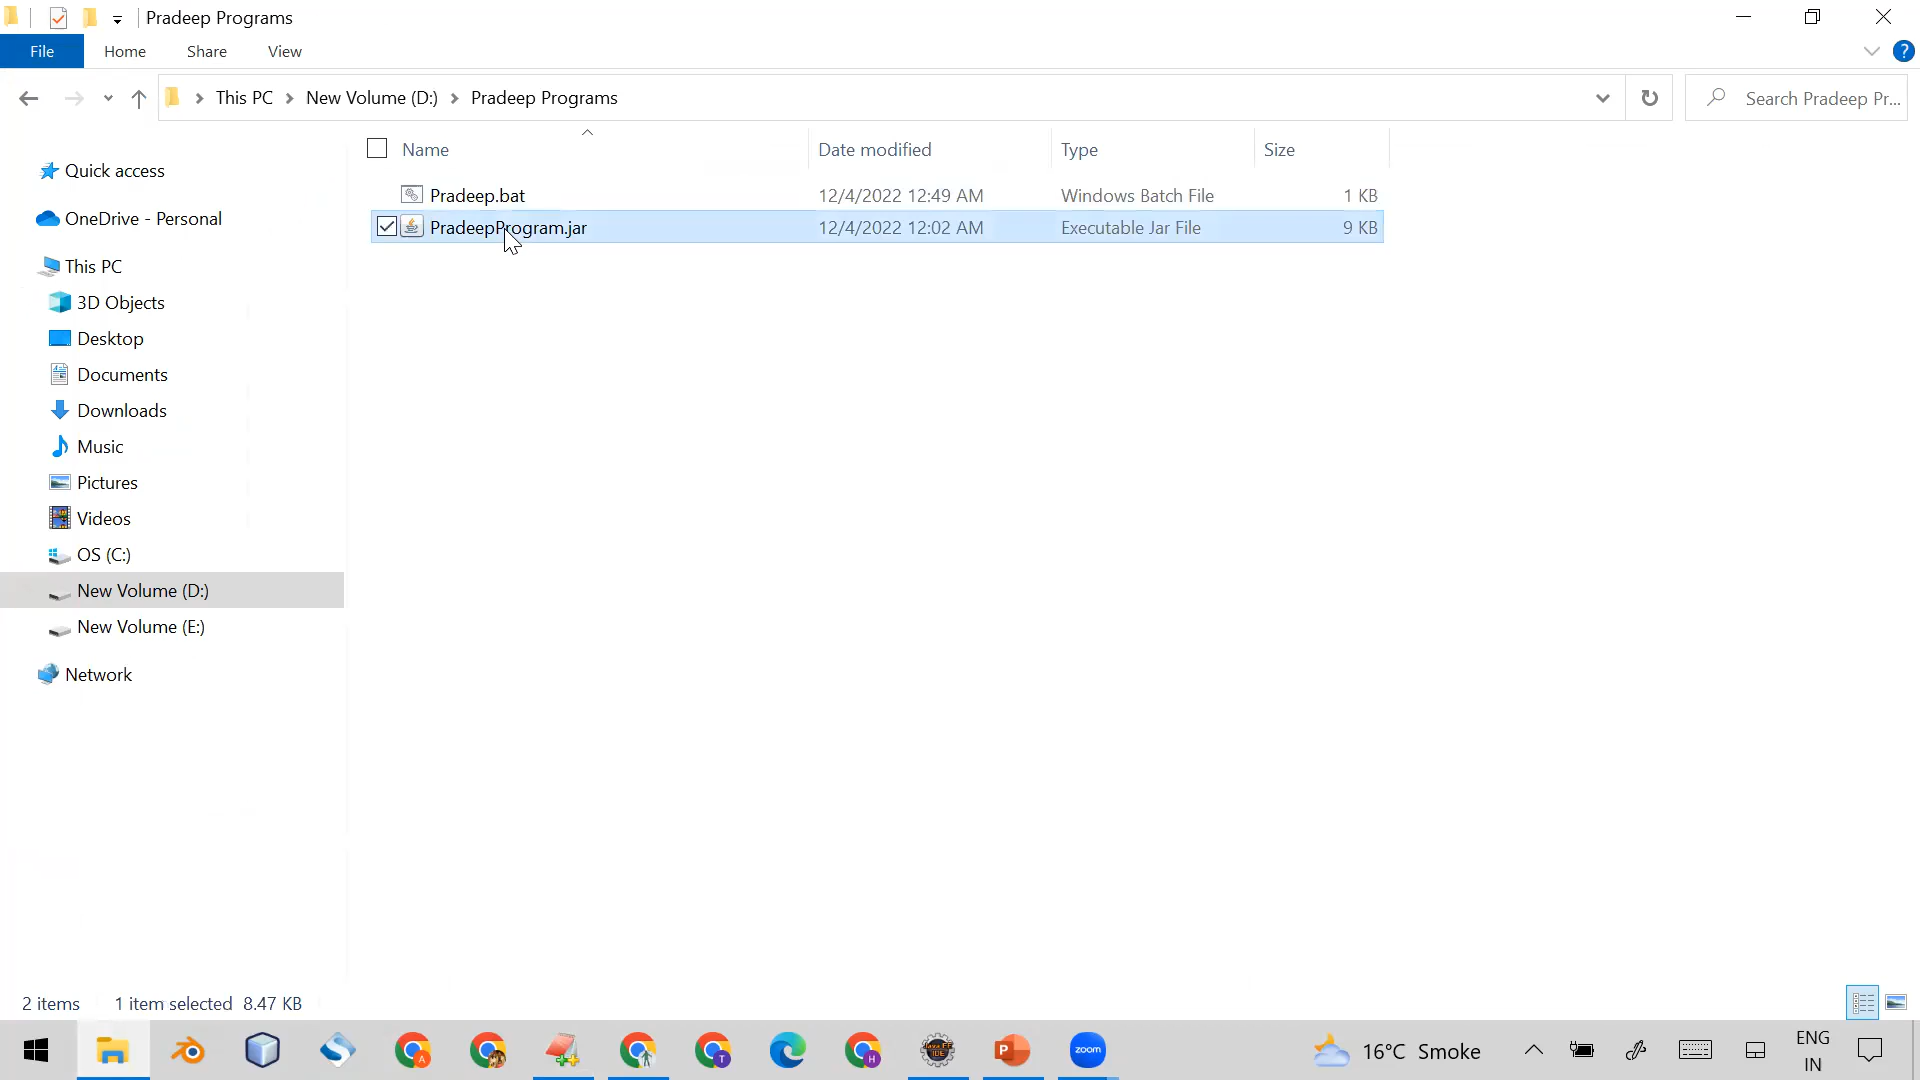 Pradeep Programs
File Home Share View ?
This PC New Volume (D:) Pradeep Programs Search Pradeep Pr...
Name Date modified Type Size
Quick access
Pradeep.bat 12/4/2022 12:49 AM Windows Batch File 1 KB
PradeepProgram.jar 12/4/2022 12:02 AM Executable Jar File 9 KB
OneDrive - Personal
This PC
3D Objects
Desktop
Documents
Downloads
Music
Pictures
Videos
OS (C:)
New Volume (D:)
New Volume (E:)
Network
2 items 1 item selected 8.47 KB
A T H Java EE IDE P zoom 16°C Smoke ENG
IN